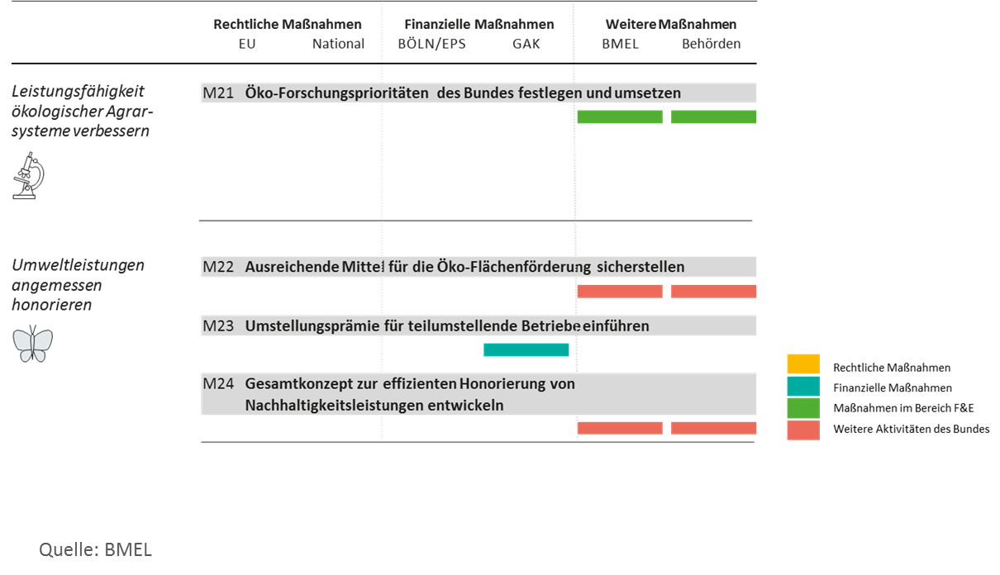 Rechtliche Maßnahmen Finanzielle Maßnahmen Weitere Maßnahmen
EU National BÖLN/EPS GAK BMEL Behörden
Leistungsfähigkeit
ökologischer Agrar-
systeme verbessern
M21 Öko-Forschungsprioritäten des Bundes festlegen und umsetzen
Umweltleistungen
angemessen
honorieren
M22 Ausreichende Mittel für die Öko-Flächenförderung sicherstellen
M23 Umstellungsprämie für teilumstellende Betriebe einführen
M24 Gesamtkonzept zur effizienten Honorierung von
Nachhaltigkeitsleistungen entwickeln
Rechtliche Maßnahmen
Finanzielle Maßnahmen
Maßnahmen im Bereich F&E
Weitere Aktivitäten des Bundes
Quelle: BMEL